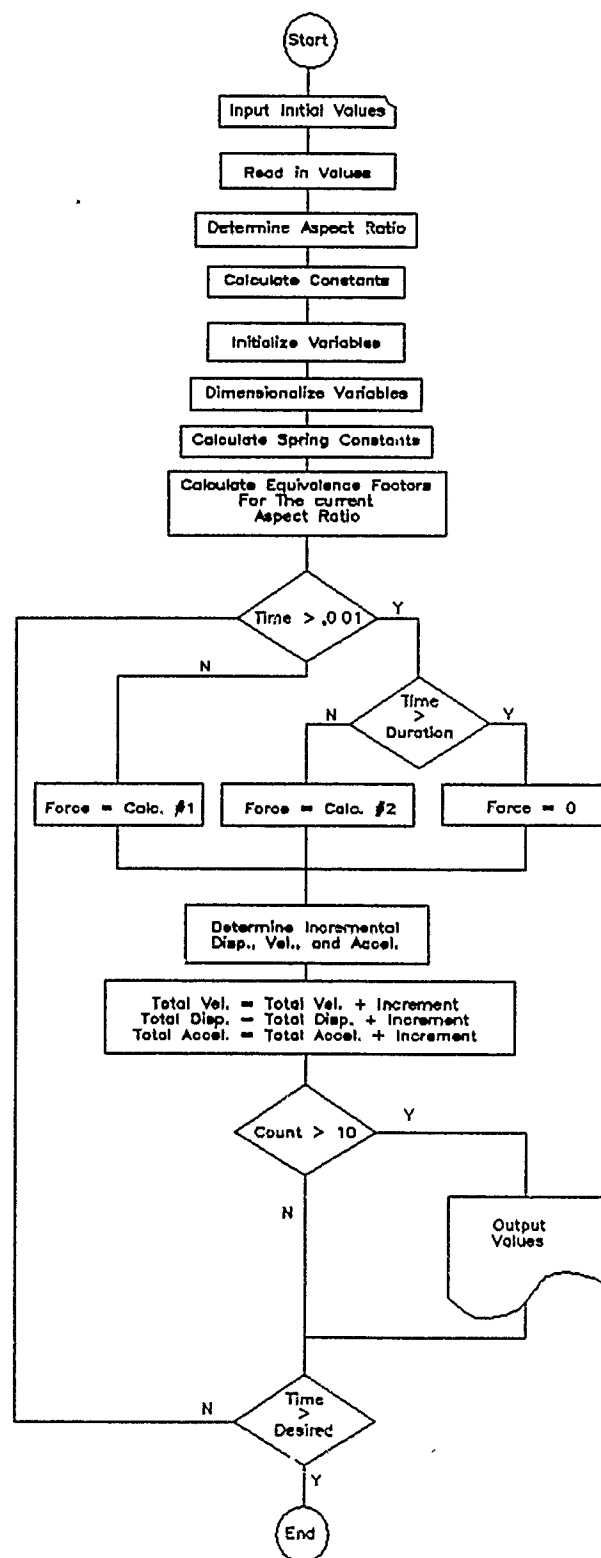 Start
Input Initial Values
Read in Values
Determine Aspect Ratio
Calculate Constants
Initialize Variables
Dimensionalize Variables
Calculate Spring Constants
Calculate Equivalence Factors
For The current
Aspect Ratio
Time > .001
Y
N
Time
>
Duration
N
Y
Force = Calc. #1
Force = Calc. #2
Force = 0
Determine Incremental
Disp., Vel., and Accel.
Total Vel. = Total Vel. + Increment
Total Disp. = Total Disp. + Increment
Total Accel. = Total Accel. + Increment
Count > 10
Y
N
Output
Values
Time
>
Desired
N
Y
End